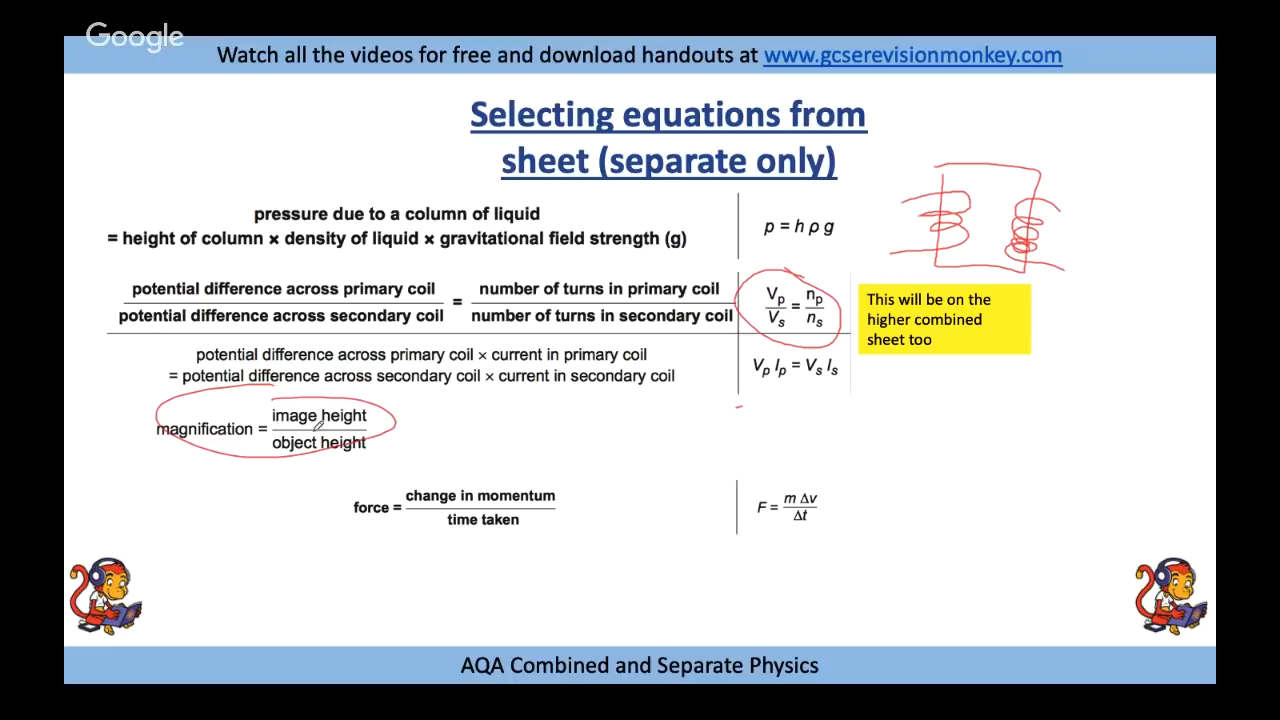 Google
Watch all the videos for free and download handouts at www.gcserevisionmonkey.com
Selecting equations from
sheet (separate only)
pressure due to a column of liquid
= height of column × density of liquid × gravitational field strength (g)
p = h ρ g
potential difference across primary coil
potential difference across secondary coil
=
number of turns in primary coil
number of turns in secondary coil
Vp
Vs
=
np
ns
This will be on the
higher combined
sheet too
potential difference across primary coil × current in primary coil
= potential difference across secondary coil × current in secondary coil
Vp Ip = Vs Is
magnification =
image height
object height
force =
change in momentum
time taken
F =
m Δv
Δt
AQA Combined and Separate Physics